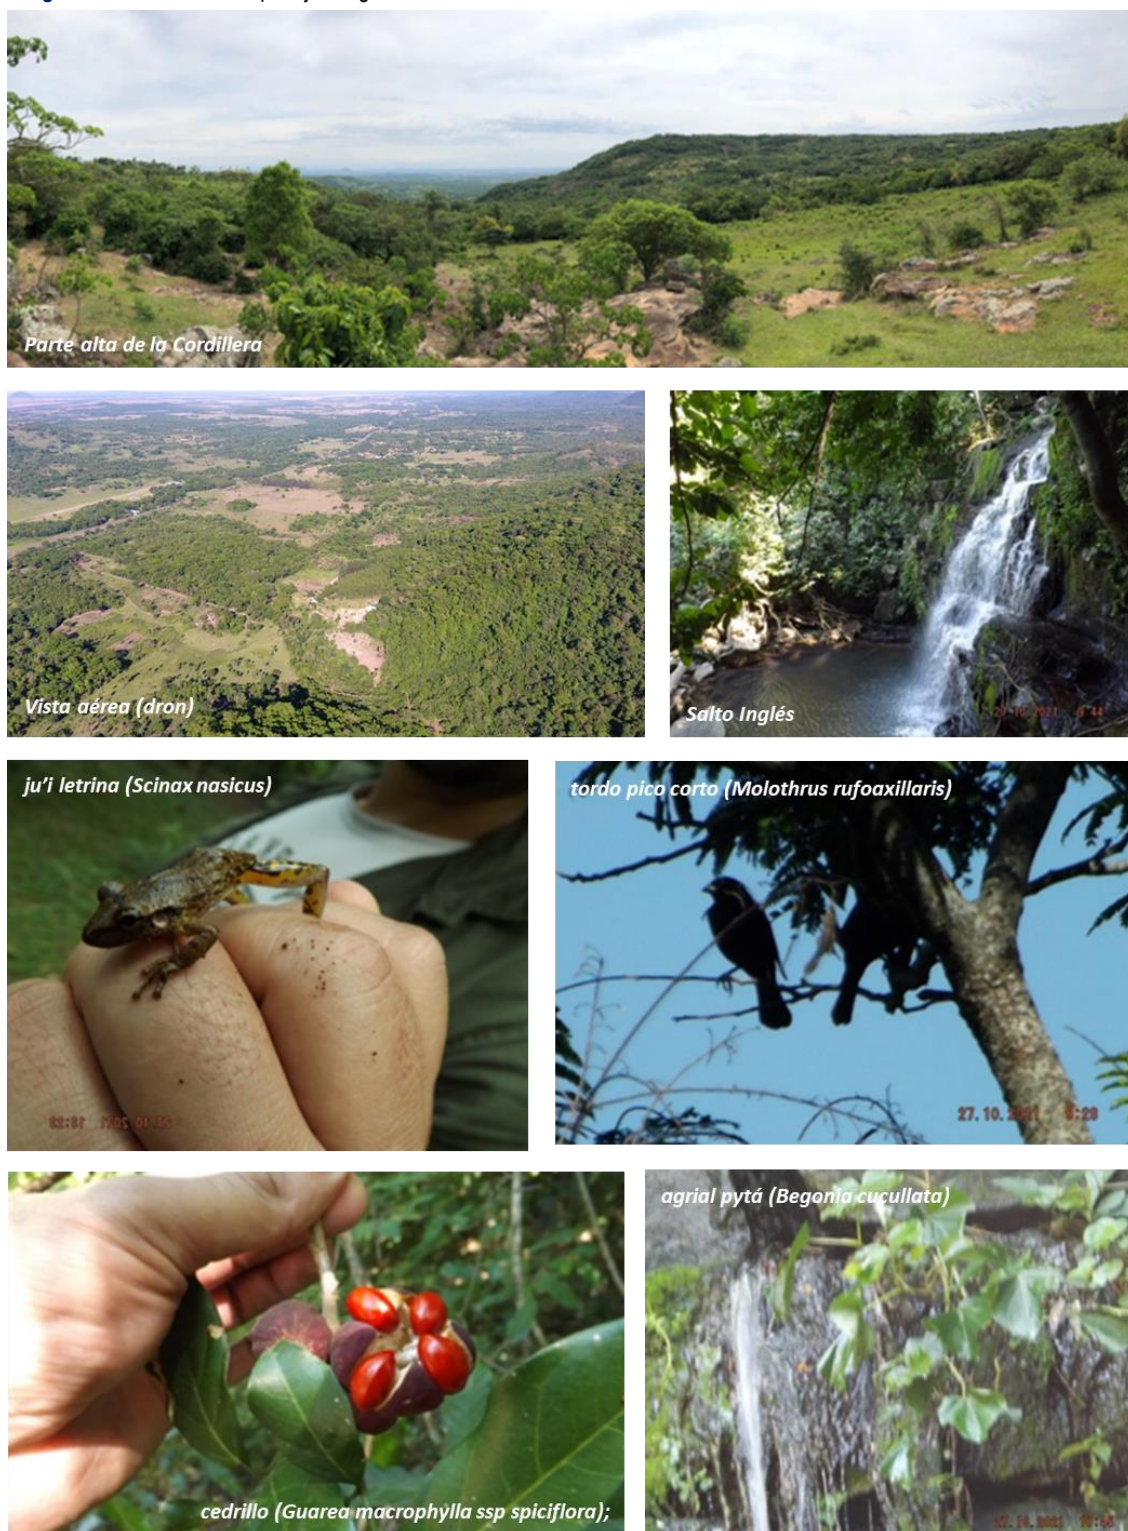 Parte alta de la Cordillera
Vista aérea (dron)
Salto Inglés
ju'i letrina (Scinax nasicus)
tordo pico corto (Molothrus rufoaxillaris)
27.10.2021
agrial pytá (Begonia cucullata)
cedrillo (Guarea macrophylla ssp spiciflora);